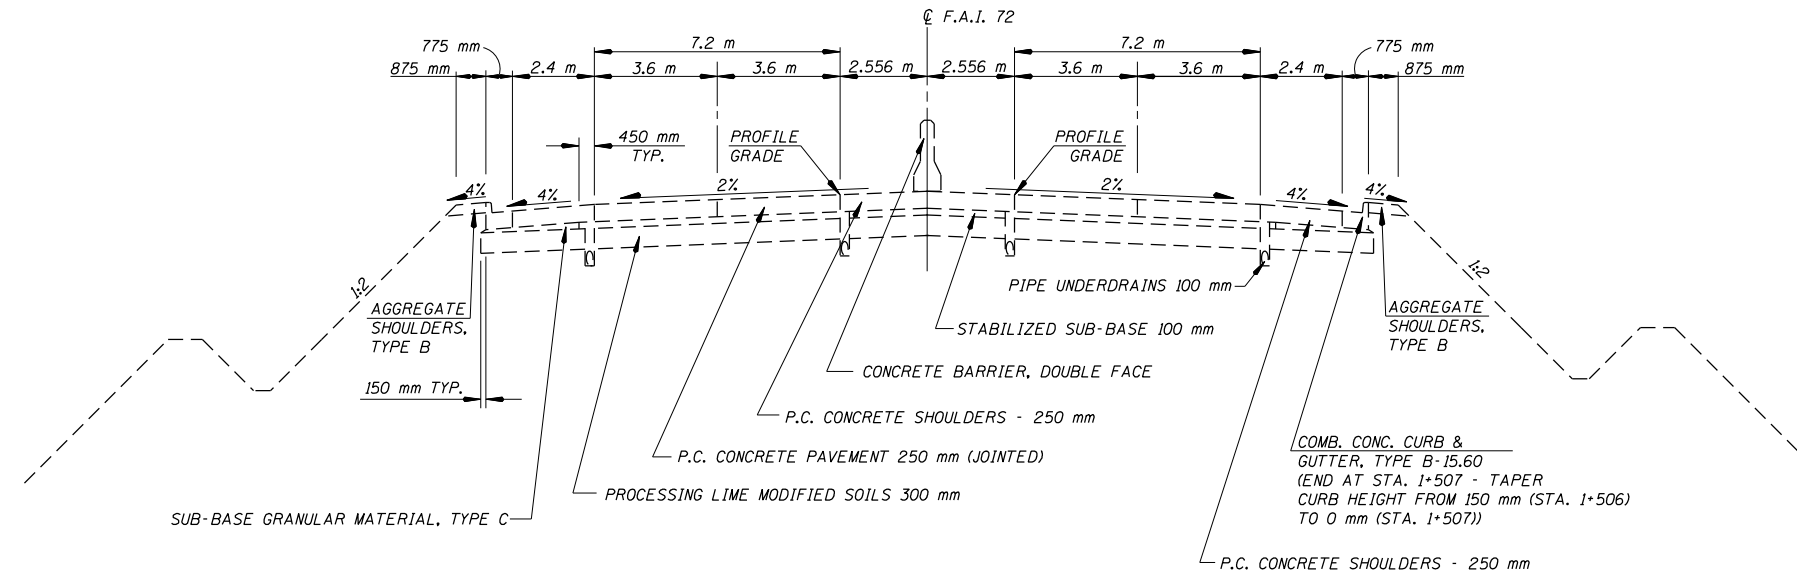 ℄ F.A.I. 72
7.2 m
7.2 m
775 mm
775 mm
875 mm
2.4 m
3.6 m
3.6 m
2.556 m
2.556 m
3.6 m
3.6 m
2.4 m
875 mm
450 mm
TYP.
PROFILE
GRADE
PROFILE
GRADE
4%
4%
2%
2%
4%
4%
1:2
1:2
PIPE UNDERDRAINS 100 mm
AGGREGATE
SHOULDERS,
TYPE B
AGGREGATE
SHOULDERS,
TYPE B
STABILIZED SUB-BASE 100 mm
CONCRETE BARRIER, DOUBLE FACE
150 mm TYP.
P.C. CONCRETE SHOULDERS - 250 mm
P.C. CONCRETE PAVEMENT 250 mm (JOINTED)
PROCESSING LIME MODIFIED SOILS 300 mm
SUB-BASE GRANULAR MATERIAL, TYPE C
COMB. CONC. CURB &
GUTTER, TYPE B-15.60
(END AT STA. 1+507 - TAPER
CURB HEIGHT FROM 150 mm (STA. 1+506)
TO 0 mm (STA. 1+507))
P.C. CONCRETE SHOULDERS - 250 mm